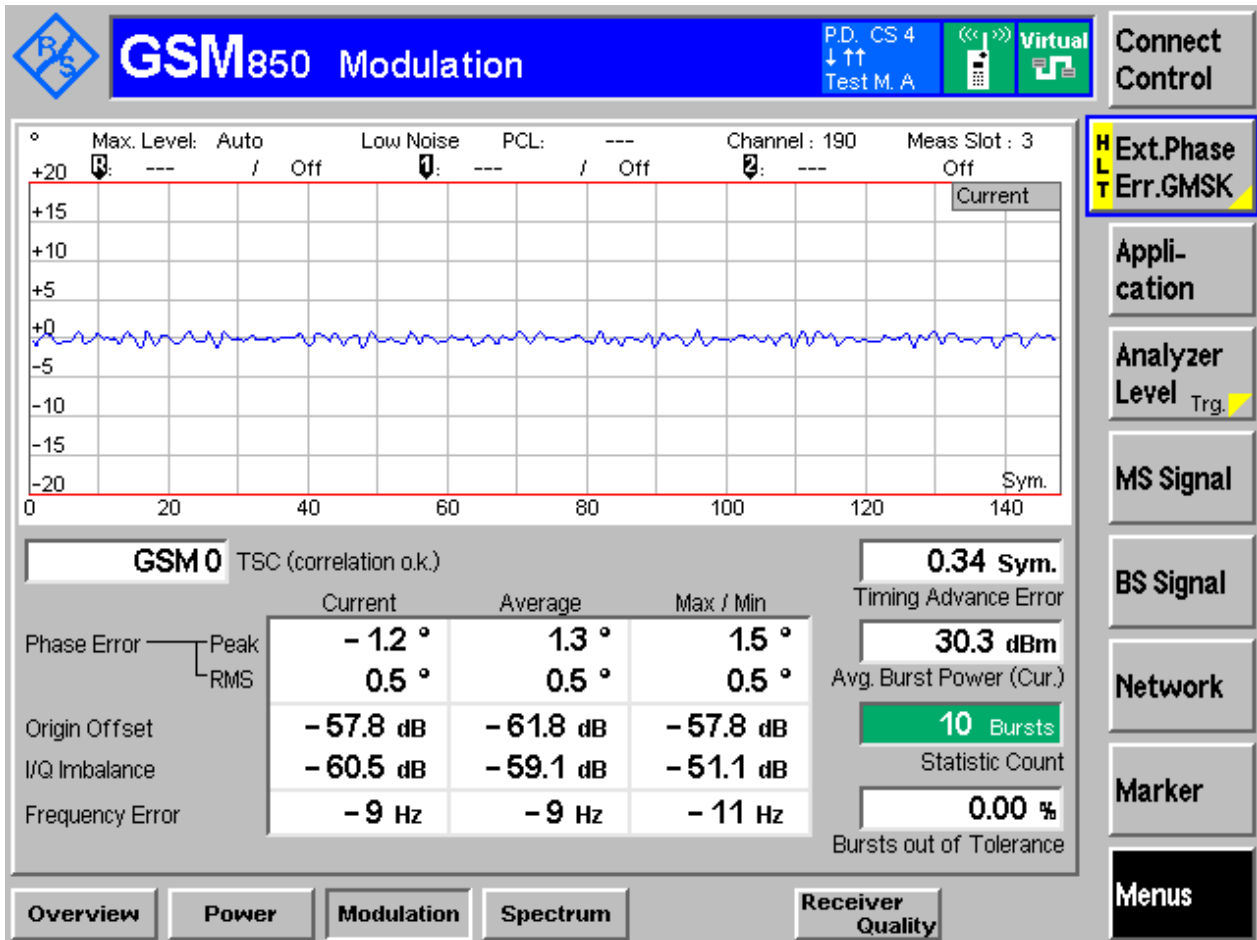 R/S GSM850 Modulation P.D. CS 4 Virtual
↓ ↑↑
Test M. A
Connect
Control
° Max. Level: Auto Low Noise PCL: --- Channel : 190 Meas Slot : 3
R: --- / Off 1: --- / Off 2: --- Off
Current
+20
+15
+10
+5
+0
-5
-10
-15
-20
Sym.
0 20 40 60 80 100 120 140
GSM 0 TSC (correlation o.k.)
Current Average Max / Min
Phase Error Peak - 1.2 ° 1.3 ° 1.5 °
RMS 0.5 ° 0.5 ° 0.5 °
Origin Offset - 57.8 dB - 61.8 dB - 57.8 dB
I/Q Imbalance - 60.5 dB - 59.1 dB - 51.1 dB
Frequency Error - 9 Hz - 9 Hz - 11 Hz
0.34 Sym.
Timing Advance Error
30.3 dBm
Avg. Burst Power (Cur.)
10 Bursts
Statistic Count
0.00 %
Bursts out of Tolerance
HLT
Ext.Phase
Err.GMSK
Appli-
cation
Analyzer
Level Trg.
MS Signal
BS Signal
Network
Marker
Menus
Overview Power Modulation Spectrum Receiver
Quality